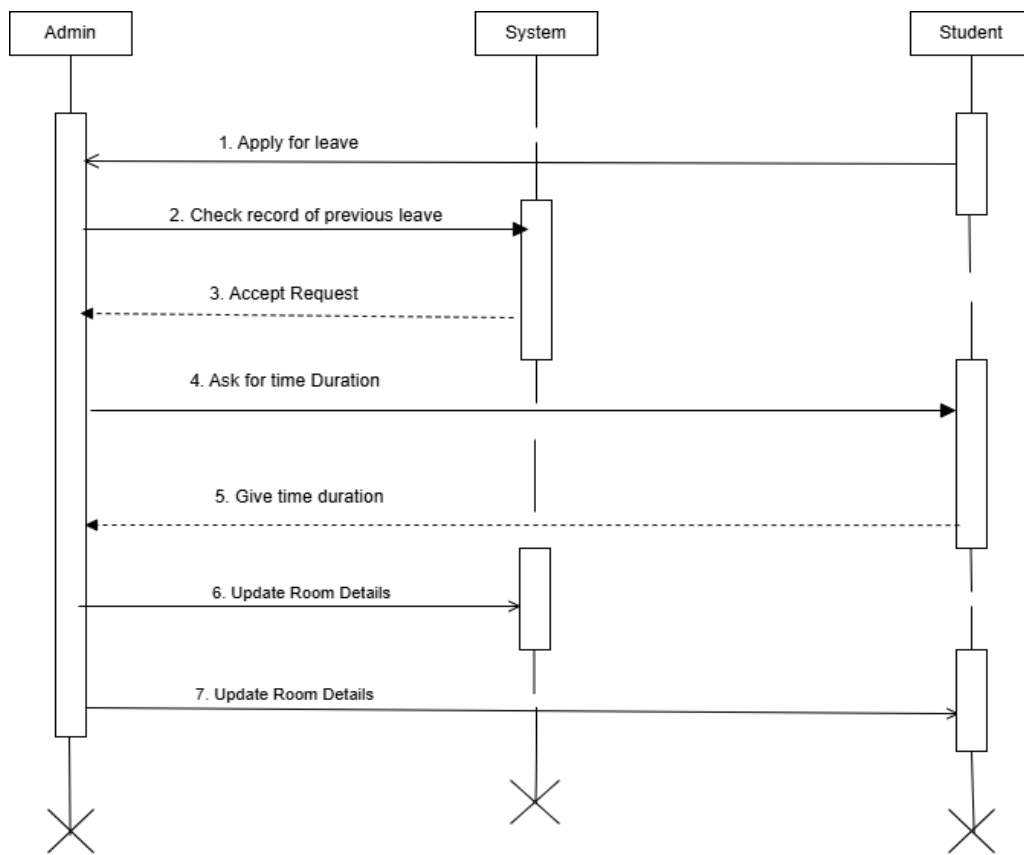 Admin
System
Student
1. Apply for leave
2. Check record of previous leave
3. Accept Request
4. Ask for time Duration
5. Give time duration
6. Update Room Details
7. Update Room Details